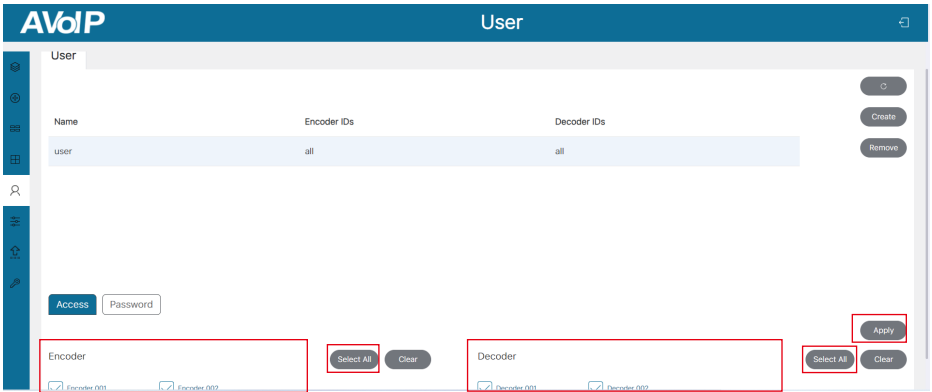 AVoIP User
User
Name Encoder IDs Decoder IDs
Create
user all all
Remove
Access Password
Apply
Encoder Select All Clear Decoder Select All Clear
Encoder 001 Encoder 002 Decoder 001 Decoder 002